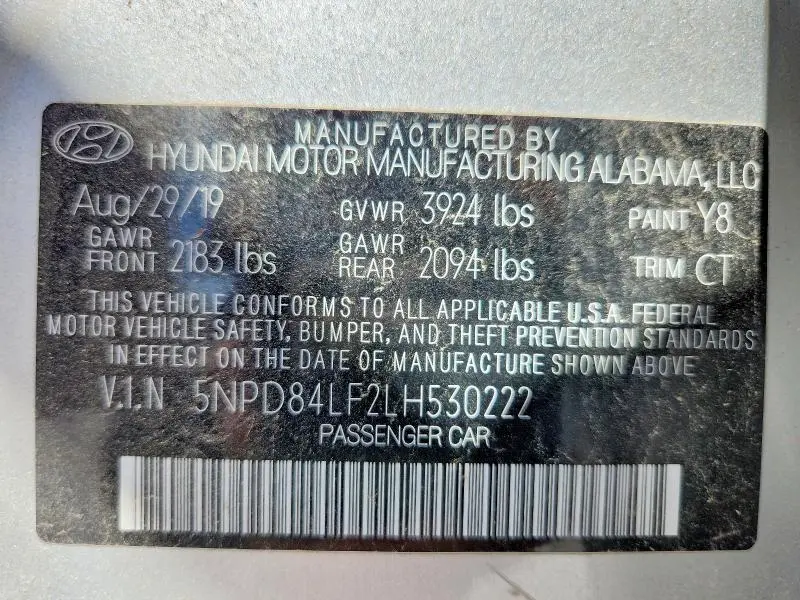 MANUFACTURED BY
HYUNDAI MOTOR MANUFACTURING ALABAMA, LLC
Aug/29/19 GVWR 3924 lbs PAINT Y8
GAWR FRONT 2183 lbs GAWR REAR 2094 lbs TRIM CT
THIS VEHICLE CONFORMS TO ALL APPLICABLE U.S.A. FEDERAL
MOTOR VEHICLE SAFETY, BUMPER, AND THEFT PREVENTION STANDARDS
IN EFFECT ON THE DATE OF MANUFACTURE SHOWN ABOVE
V.I.N 5NPD84LF2LH530222
PASSENGER CAR